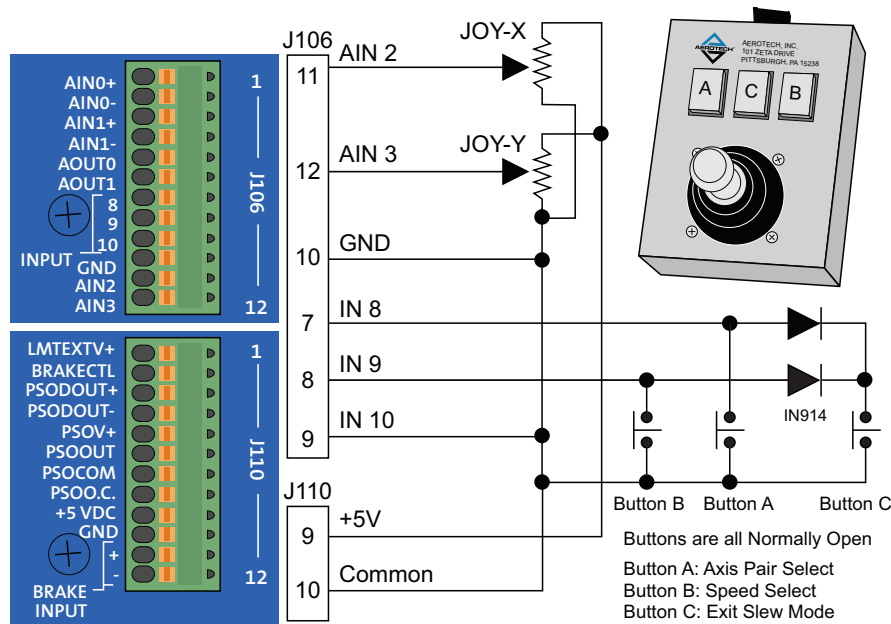 AIN0+
AIN0-
AIN1+
AIN1-
AOUT0
AOUT1
8
9
10
INPUT
GND
AIN2
AIN3
1
J106
12
LMTEXTV+
BRAKECTL
PSODOUT+
PSODOUT-
PSOV+
PSOOUT
PSOCOM
PSOO.C.
+5 VDC
GND
+
-
BRAKE
INPUT
1
J110
12
J106
11
AIN 2
JOY-X
12
AIN 3
JOY-Y
10
GND
7
IN 8
8
IN 9
9
IN 10
IN914
J110
9
+5V
10
Common
AEROTECH
AEROTECH, INC.
101 ZETA DRIVE
PITTSBURGH, PA 15238
A
C
B
Button B
Button A
Button C
Buttons are all Normally Open
Button A: Axis Pair Select
Button B: Speed Select
Button C: Exit Slew Mode